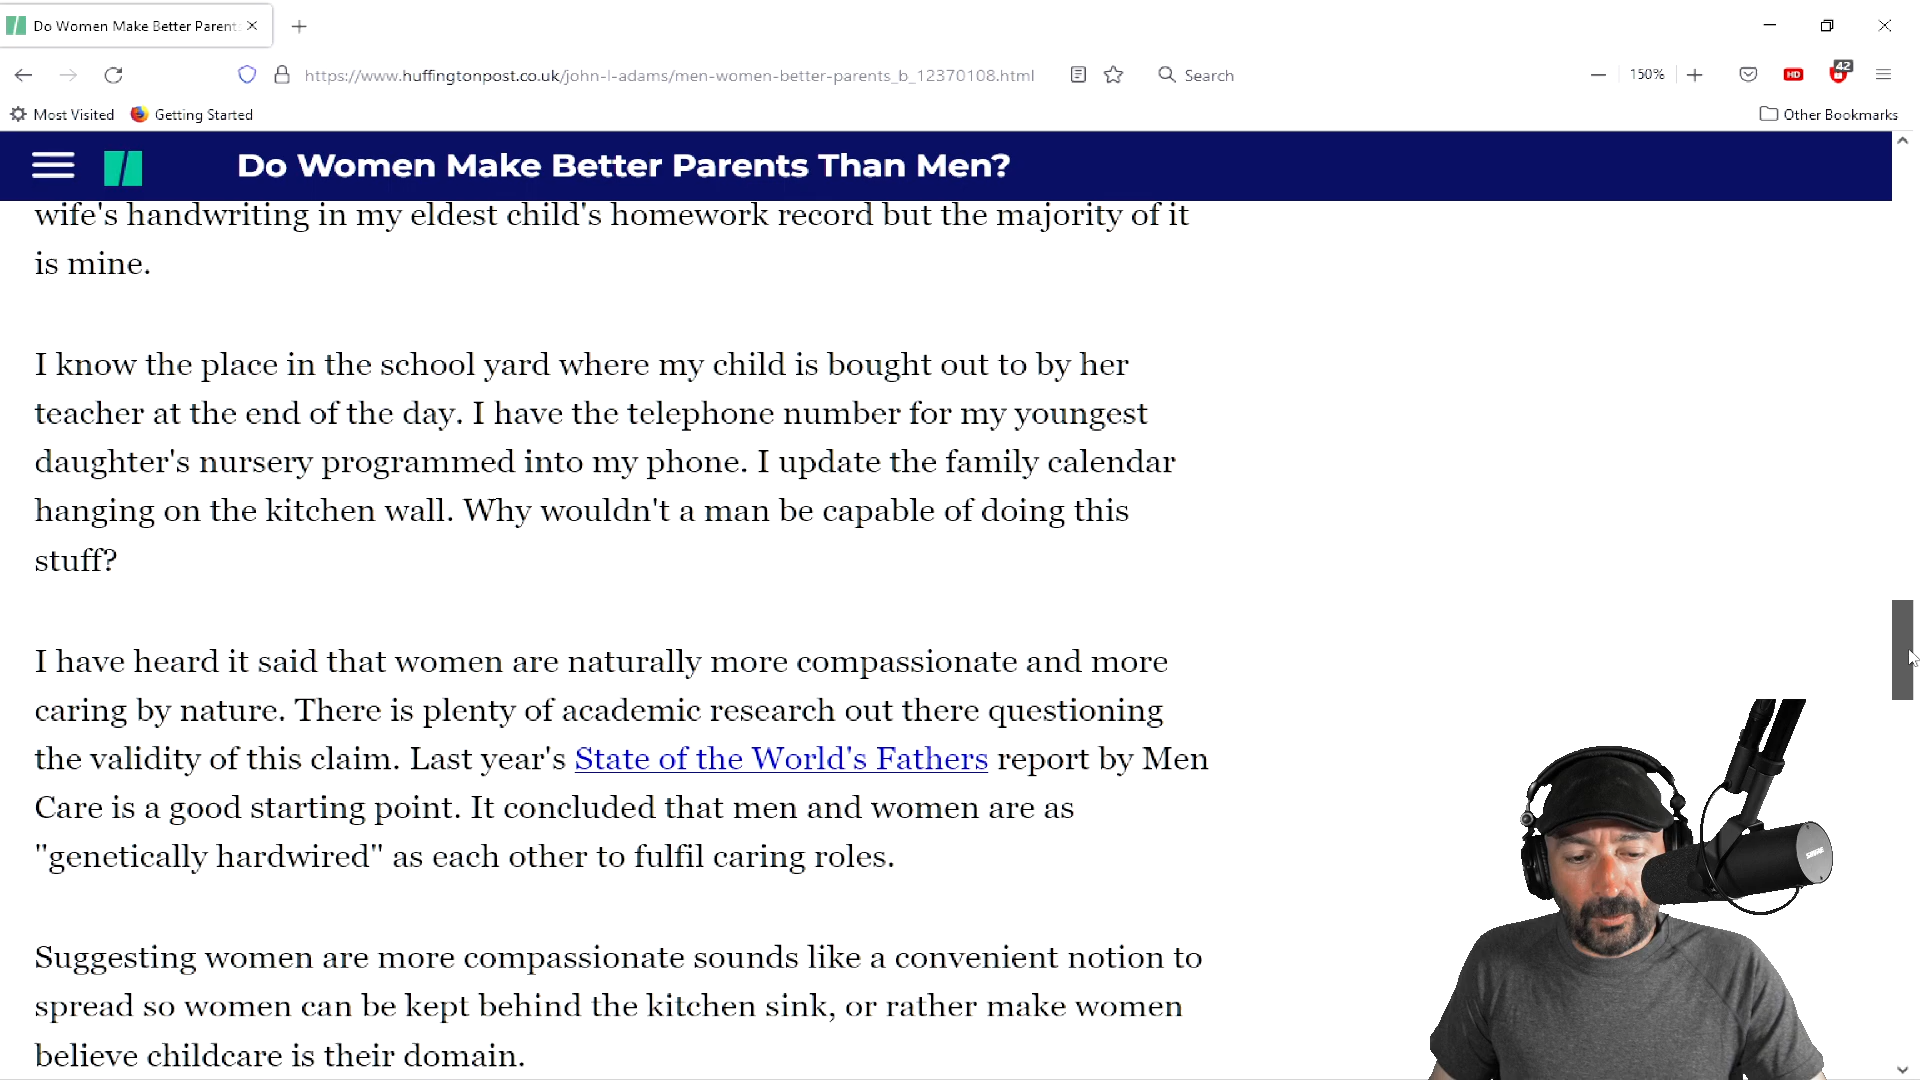 Do Women Make Better Parent
https://www.huffingtonpost.co.uk/john-l-adams/men-women-better-parents_b_12370108.html
Search
150%
HD
42
Most Visited
Getting Started
Other Bookmarks
Do Women Make Better Parents Than Men?
wife's handwriting in my eldest child's homework record but the majority of it
is mine.
I know the place in the school yard where my child is bought out to by her
teacher at the end of the day. I have the telephone number for my youngest
daughter's nursery programmed into my phone. I update the family calendar
hanging on the kitchen wall. Why wouldn't a man be capable of doing this
stuff?
I have heard it said that women are naturally more compassionate and more
caring by nature. There is plenty of academic research out there questioning
the validity of this claim. Last year's State of the World's Fathers report by Men
Care is a good starting point. It concluded that men and women are as
"genetically hardwired" as each other to fulfil caring roles.
Suggesting women are more compassionate sounds like a convenient notion to
spread so women can be kept behind the kitchen sink, or rather make women
believe childcare is their domain.
SHURE